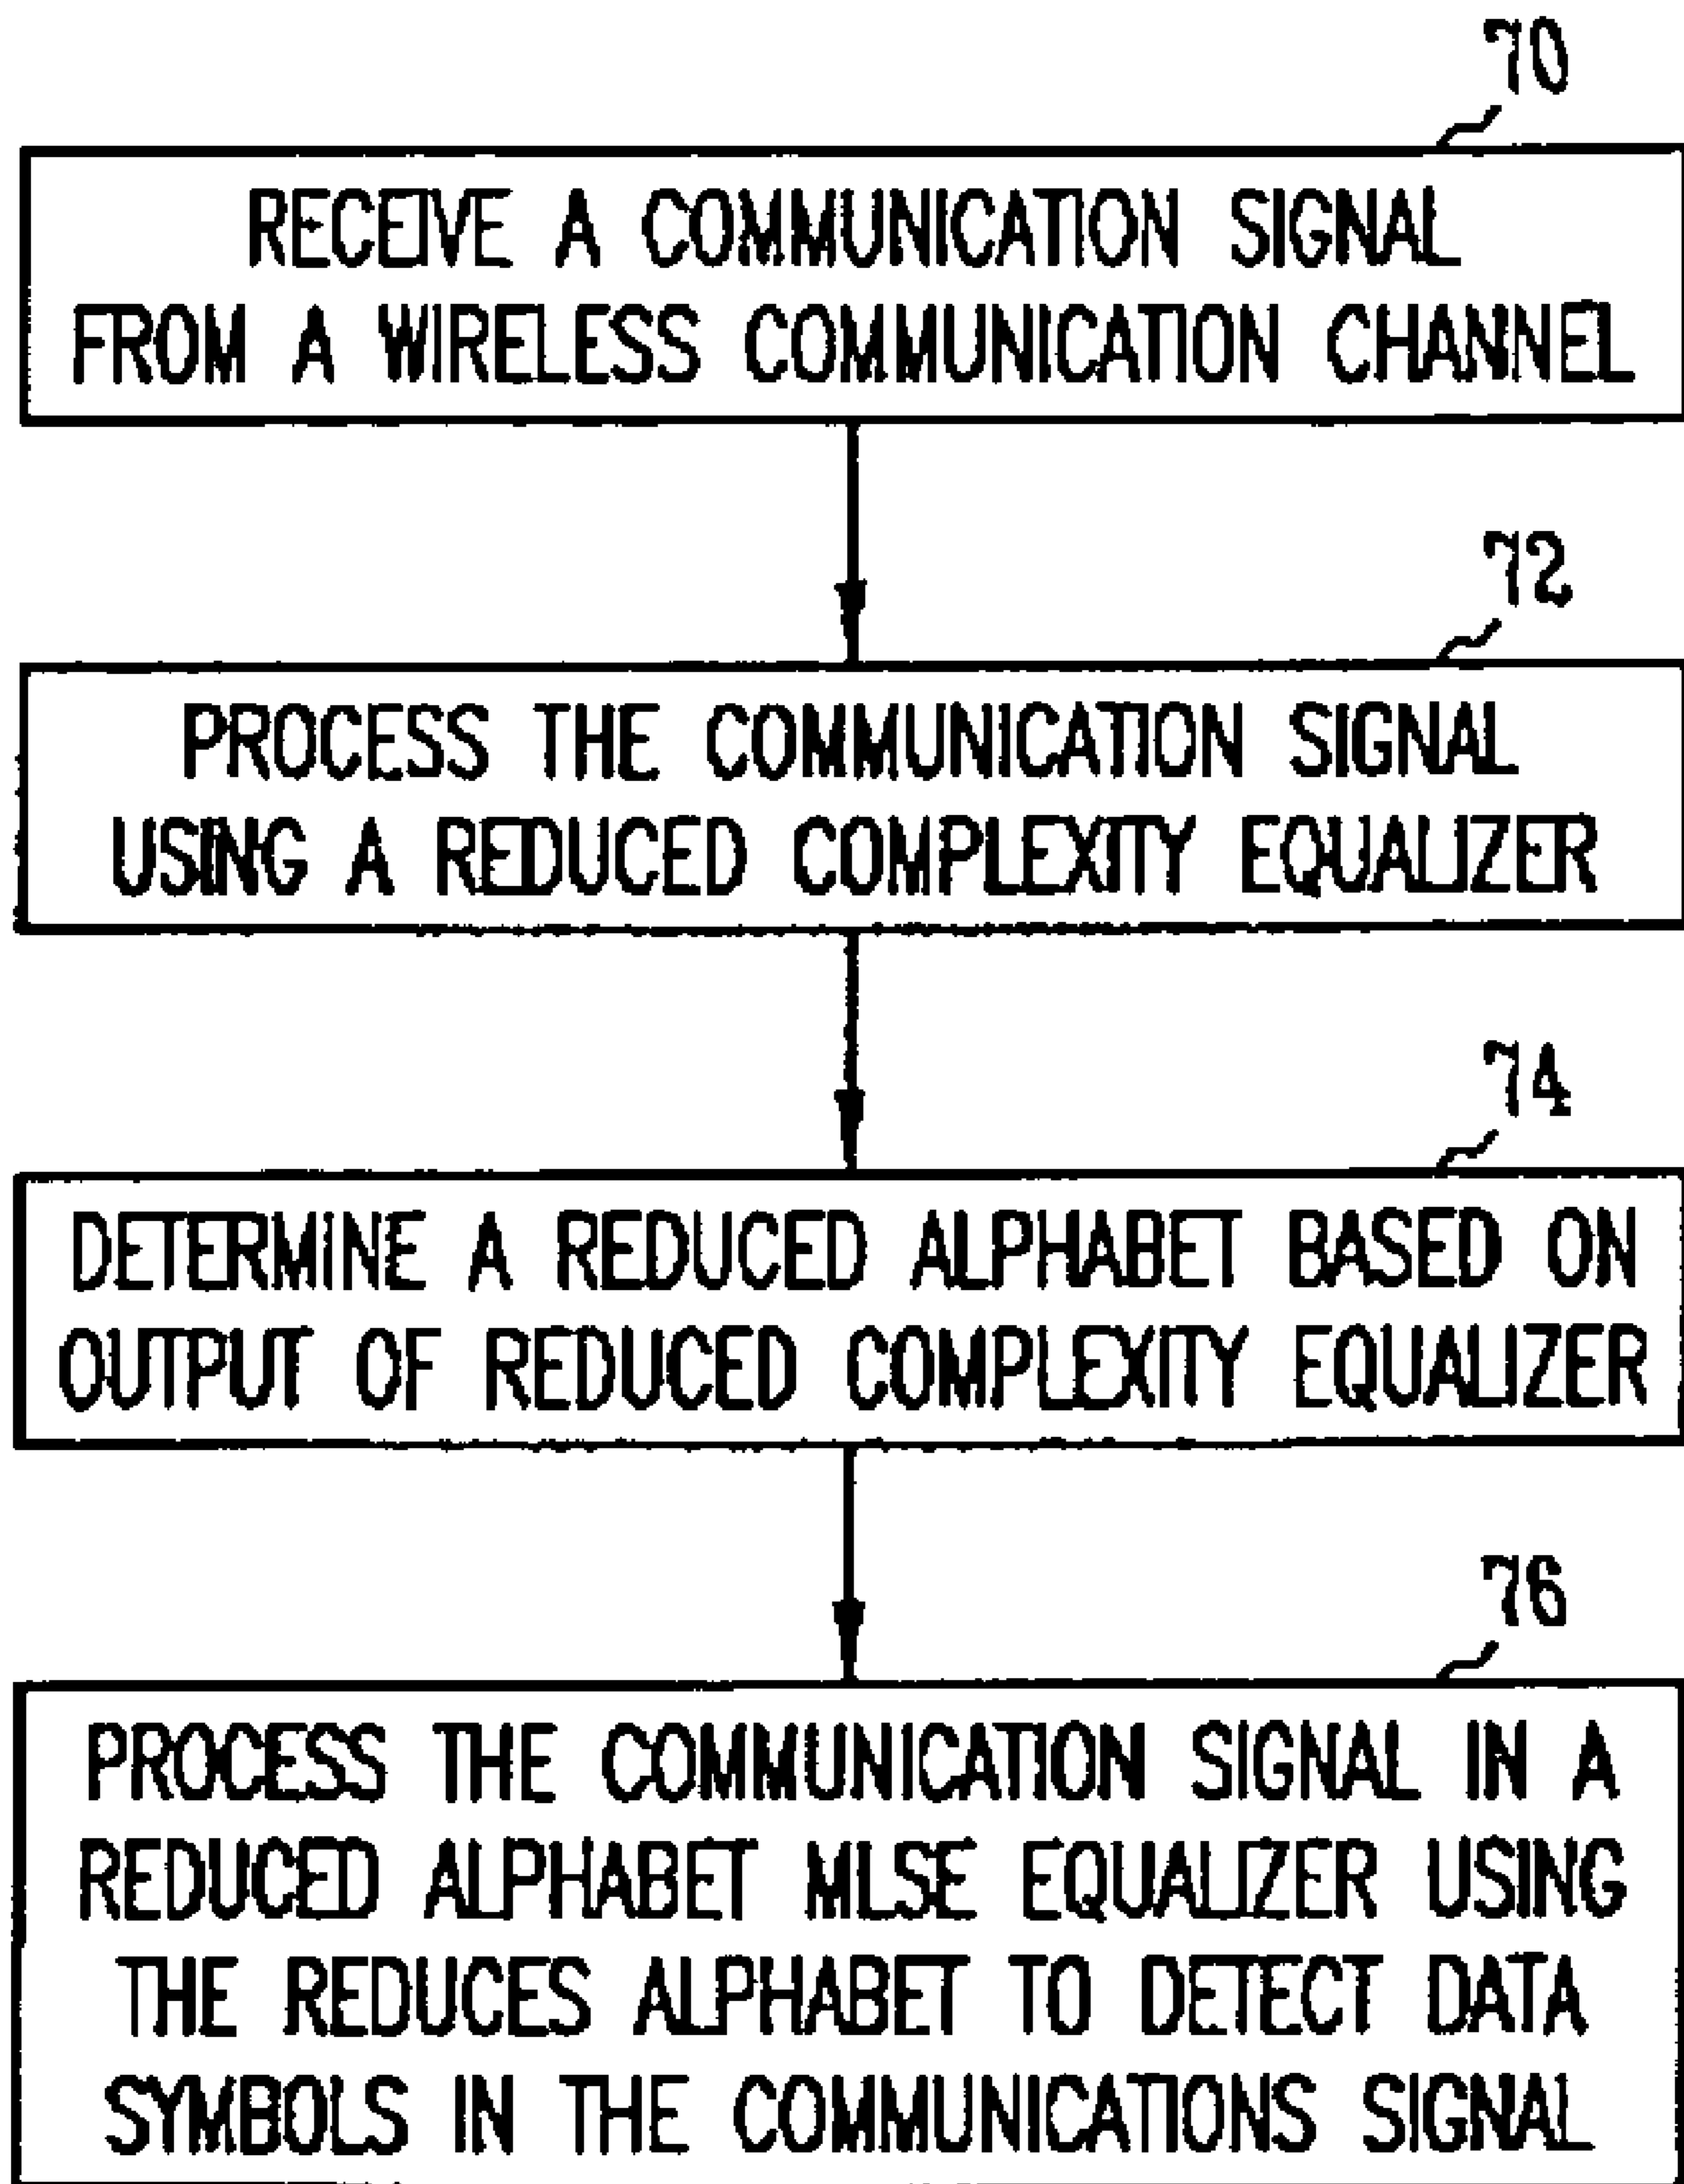 70
RECEIVE A COMMUNICATION SIGNAL
FROM A WIRELESS COMMUNICATION CHANNEL
72
PROCESS THE COMMUNICATION SIGNAL
USING A REDUCED COMPLEXITY EQUALIZER
74
DETERMINE A REDUCED ALPHABET BASED ON
OUTPUT OF REDUCED COMPLEXITY EQUALIZER
76
PROCESS THE COMMUNICATION SIGNAL IN A
REDUCED ALPHABET MLSE EQUALIZER USING
THE REDUCES ALPHABET TO DETECT DATA
SYMBOLS IN THE COMMUNICATIONS SIGNAL